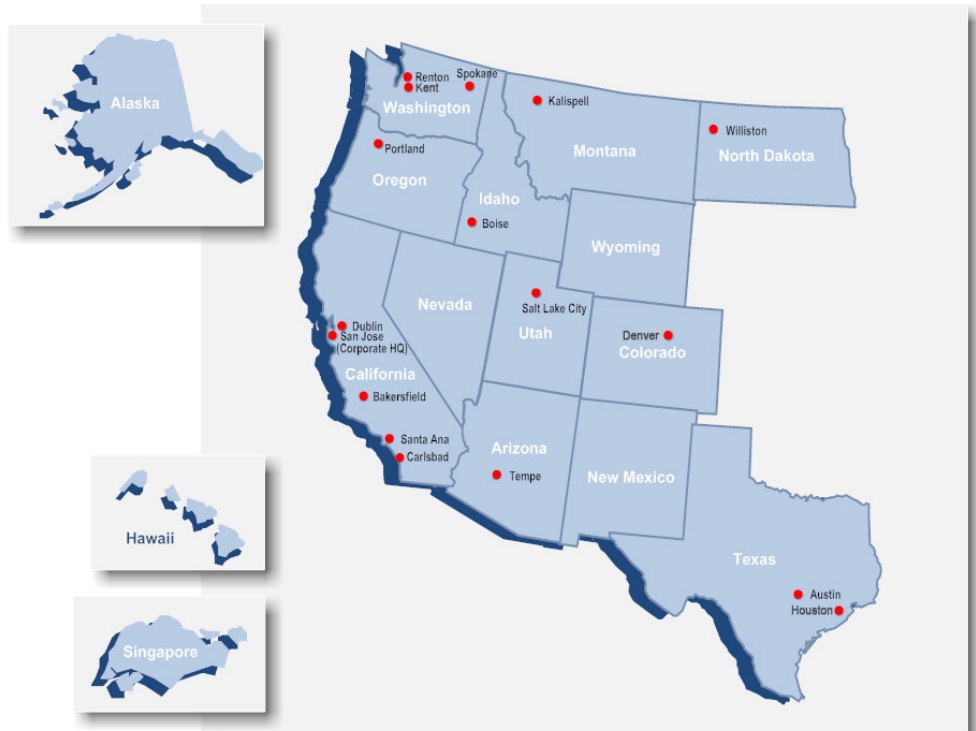 Alaska
Renton
Kent
Spokane
Washington
Kalispell
Montana
Williston
North Dakota
Portland
Oregon
Idaho
Boise
Wyoming
Nevada
Salt Lake City
Utah
Denver
Colorado
Dublin
San Jose
(Corporate HQ)
California
Bakersfield
Santa Ana
Carlsbad
Arizona
Tempe
New Mexico
Texas
Austin
Houston
Hawaii
Singapore